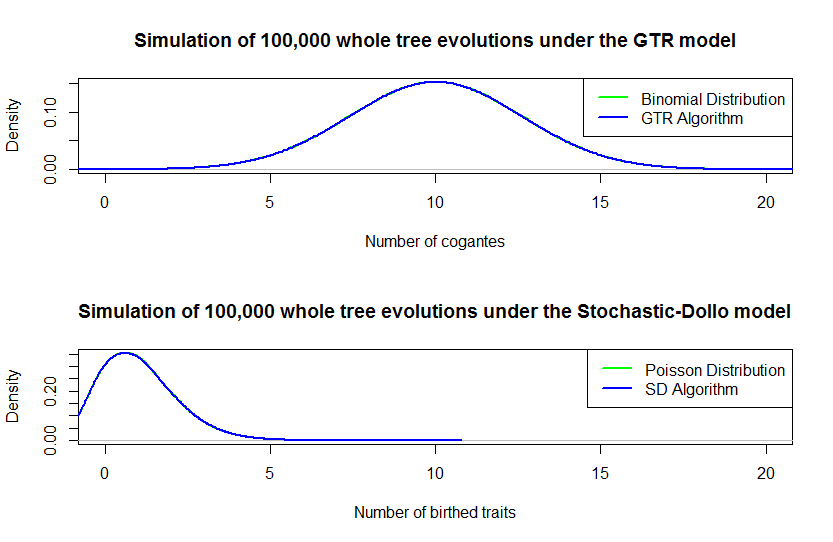 Simulation of 100,000 whole tree evolutions under the GTR model
Density
0.00 0.10
Binomial Distribution
GTR Algorithm
0 5 10 15 20
Number of cogantes
Simulation of 100,000 whole tree evolutions under the Stochastic-Dollo model
Density
0.00 0.20
Poisson Distribution
SD Algorithm
0 5 10 15 20
Number of birthed traits